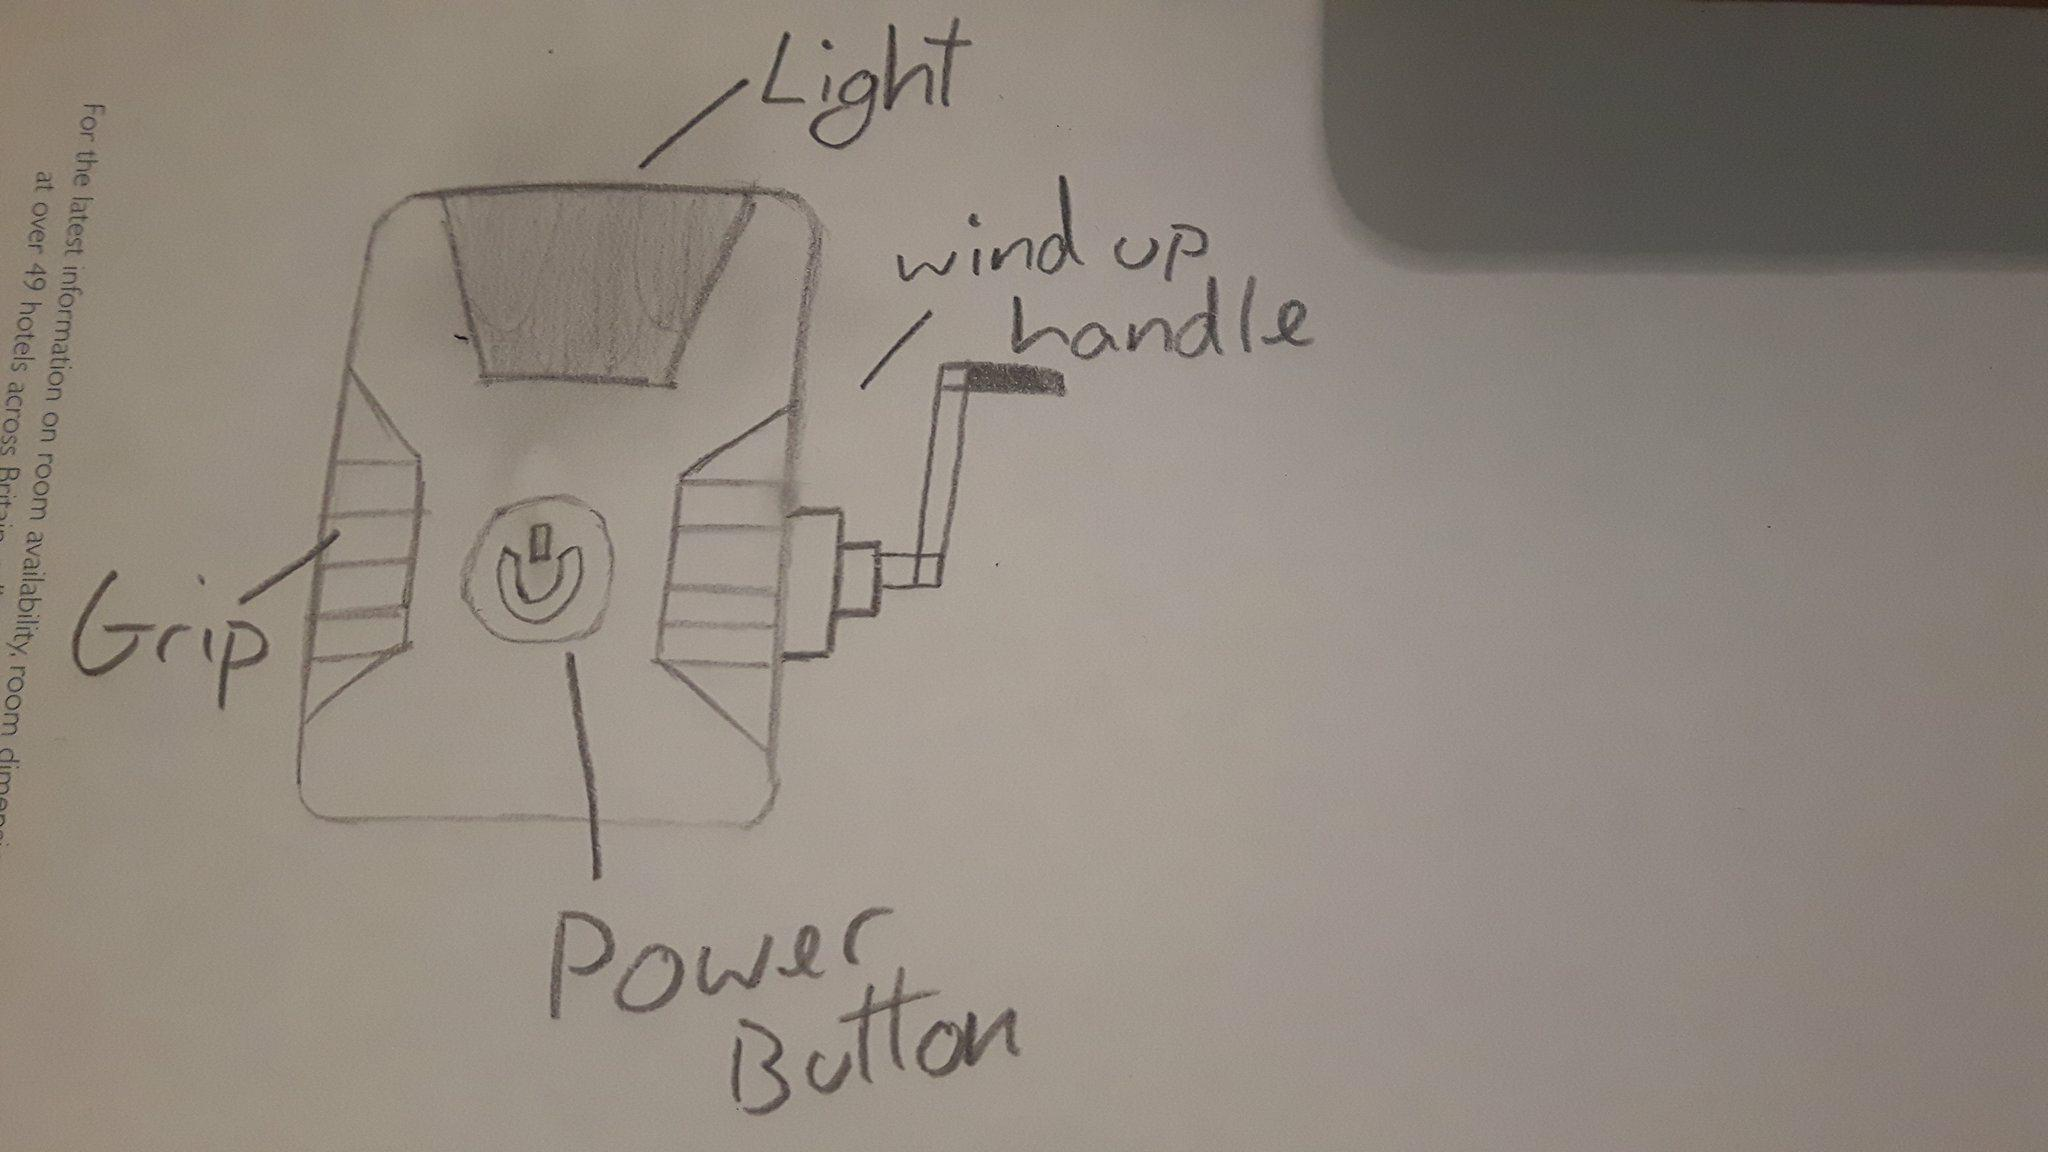 Light
wind up
handle
Grip
Power
Button
For the latest information on room availability, room
at over 49 hotels across